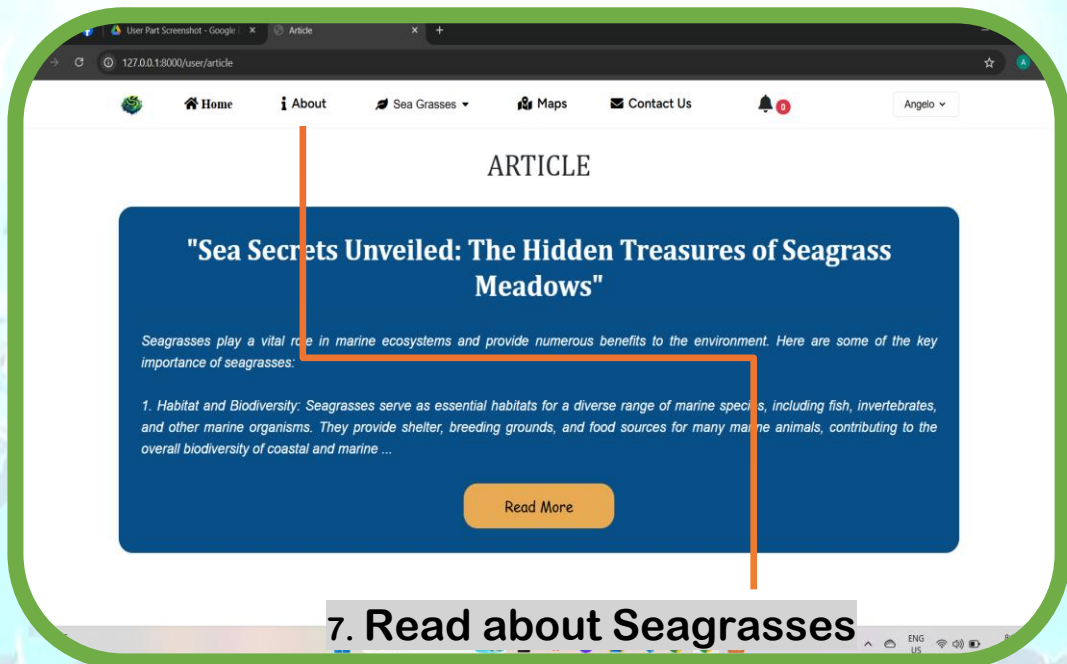 User Part Screenshot - Google
Article
127.0.0.1:8000/user/article
Home
About
Sea Grasses
Maps
Contact Us
0
Angelo
ARTICLE
"Sea Secrets Unveiled: The Hidden Treasures of Seagrass
Meadows"
Seagrasses play a vital role in marine ecosystems and provide numerous benefits to the environment. Here are some of the key
importance of seagrasses:
1. Habitat and Biodiversity: Seagrasses serve as essential habitats for a diverse range of marine species, including fish, invertebrates,
and other marine organisms. They provide shelter, breeding grounds, and food sources for many marine animals, contributing to the
overall biodiversity of coastal and marine ...
Read More
7. Read about Seagrasses
ENG
US